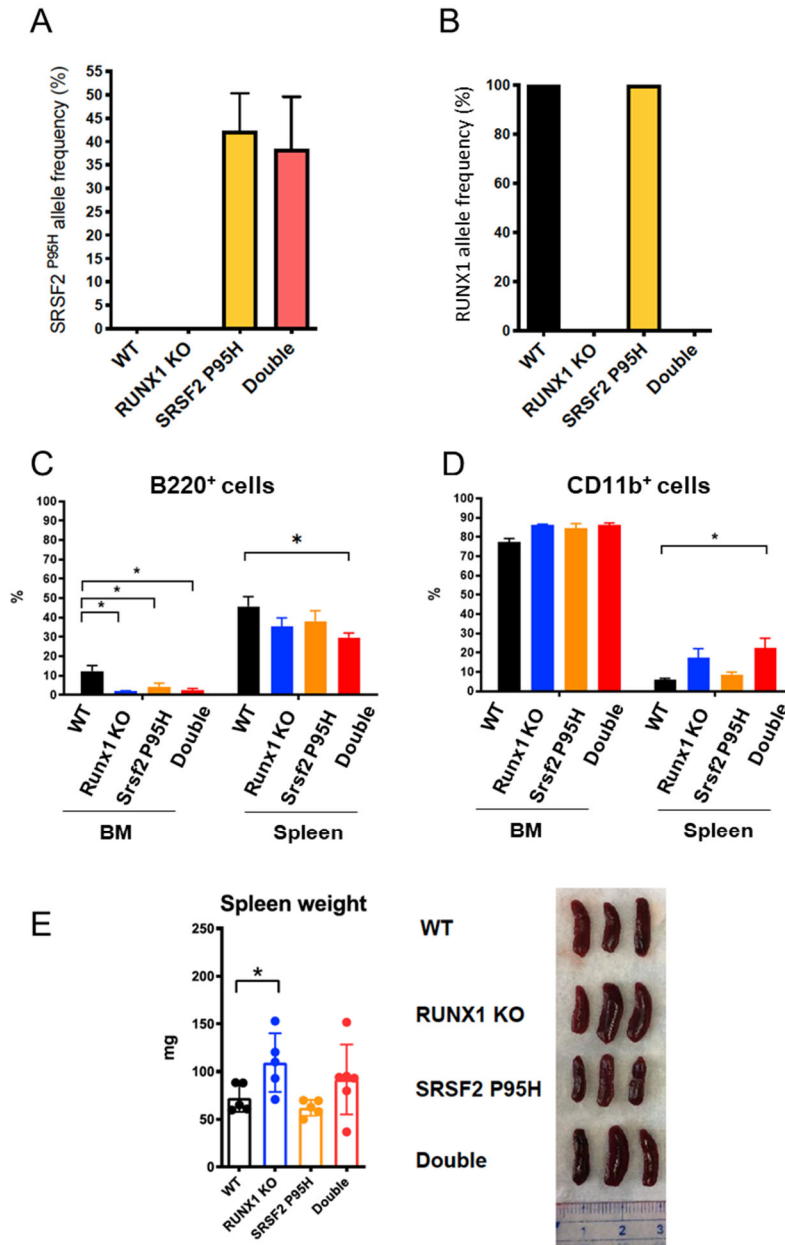 A
SRSF2 P95H allele frequency (%)
55
50
45
40
35
30
25
20
15
10
5
0
WT
RUNX1 KO
SRSF2 P95H
Double
B
RUNX1 allele frequency (%)
100
80
60
40
20
0
WT
RUNX1 KO
SRSF2 P95H
Double
C
B220+ cells
%
100
90
80
70
60
50
40
30
20
10
0
*
*
*
*
WT
Runx1 KO
Srsf2 P95H
Double
WT
Runx1 KO
Srsf2 P95H
Double
BM
Spleen
D
CD11b+ cells
%
100
90
80
70
60
50
40
30
20
10
0
*
WT
Runx1 KO
Srsf2 P95H
Double
WT
Runx1 KO
Srsf2 P95H
Double
BM
Spleen
E
Spleen weight
mg
250
200
150
100
50
0
*
WT
RUNX1 KO
SRSF2 P95H
Double
WT
RUNX1 KO
SRSF2 P95H
Double
1 2 3